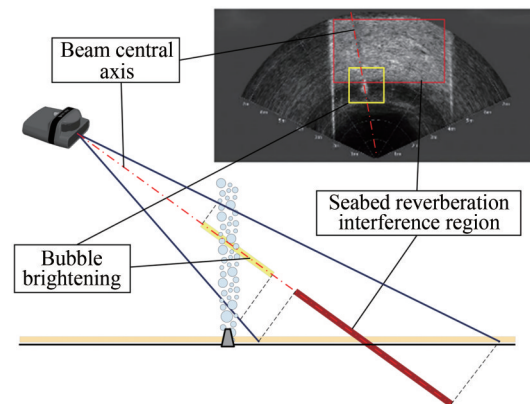 Beam central
axis
Seabed reverberation
interference region
Bubble
brightening